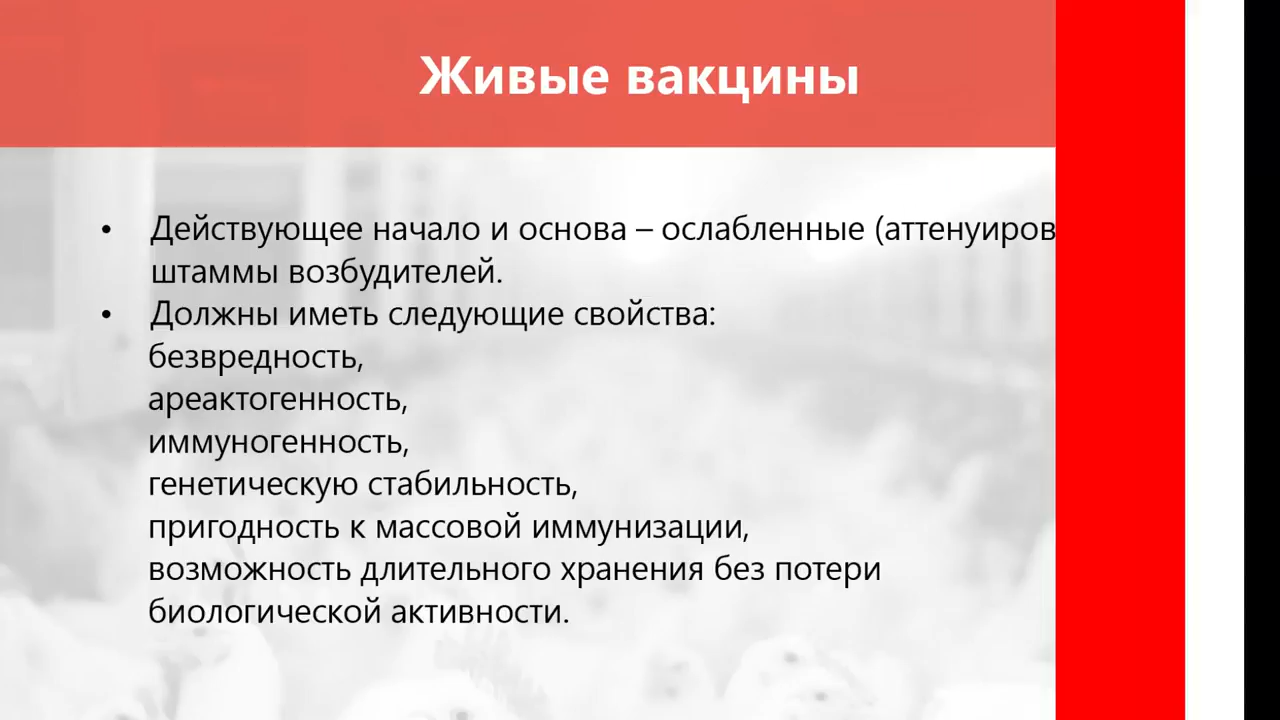 Живые вакцины
• Действующее начало и основа – ослабленные (аттенуиров
штаммы возбудителей.
• Должны иметь следующие свойства:
безвредность,
ареактогенность,
иммуногенность,
генетическую стабильность,
пригодность к массовой иммунизации,
возможность длительного хранения без потери
биологической активности.